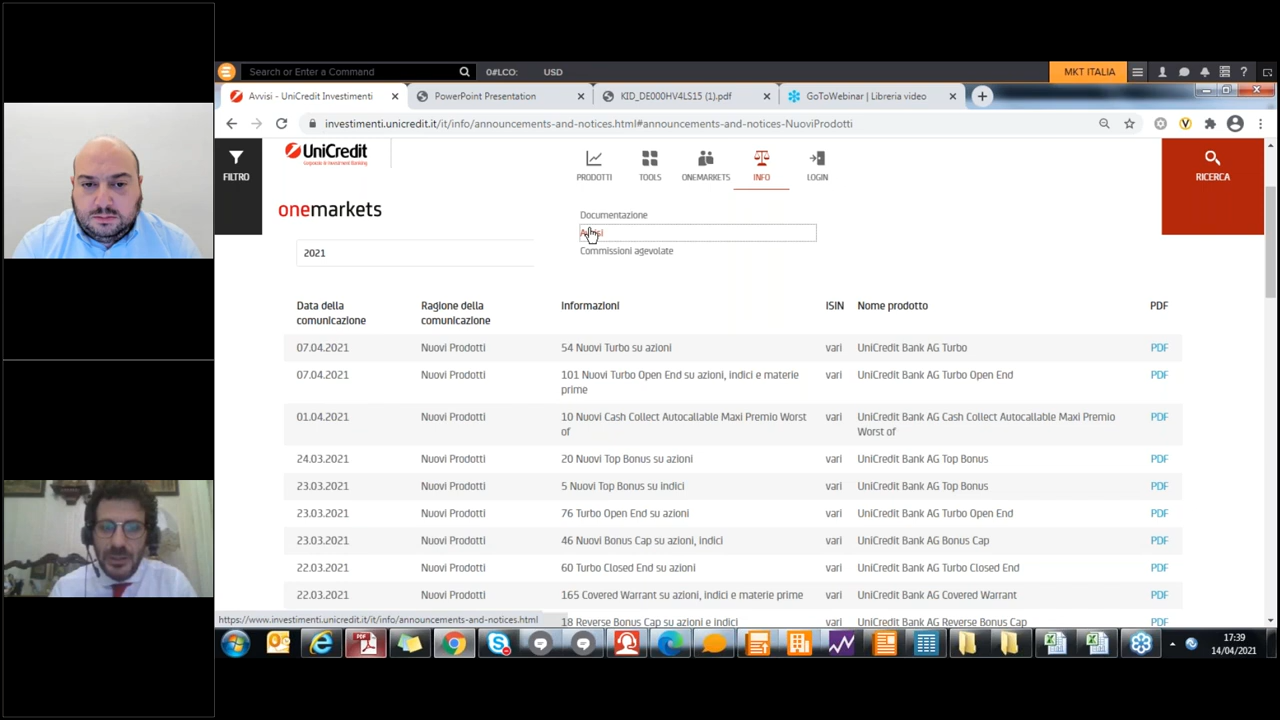 Search or Enter a Command
0#LCO:
USD
MKT ITALIA
Avvisi - UniCredit Investimenti
PowerPoint Presentation
KID_DE000HV4LS15 (1).pdf
GoToWebinar | Libreria video
investimenti.unicredit.it/it/info/announcements-and-notices.html#announcements-and-notices-NuoviProdotti
FILTRO
UniCredit
PRODOTTI
TOOLS
ONEMARKETS
INFO
LOGIN
RICERCA
onemarkets
Documentazione
Commissioni agevolate
2021
Data della comunicazione
Ragione della comunicazione
Informazioni
ISIN
Nome prodotto
PDF
07.04.2021 Nuovi Prodotti 54 Nuovi Turbo su azioni vari UniCredit Bank AG Turbo PDF
07.04.2021 Nuovi Prodotti 101 Nuovi Turbo Open End su azioni, indici e materie prime vari UniCredit Bank AG Turbo Open End PDF
01.04.2021 Nuovi Prodotti 10 Nuovi Cash Collect Autocallable Maxi Premio Worst of vari UniCredit Bank AG Cash Collect Autocallable Maxi Premio Worst of PDF
24.03.2021 Nuovi Prodotti 20 Nuovi Top Bonus su azioni vari UniCredit Bank AG Top Bonus PDF
23.03.2021 Nuovi Prodotti 5 Nuovi Top Bonus su indici vari UniCredit Bank AG Top Bonus PDF
23.03.2021 Nuovi Prodotti 76 Turbo Open End su azioni vari UniCredit Bank AG Turbo Open End PDF
23.03.2021 Nuovi Prodotti 46 Nuovi Bonus Cap su azioni, indici vari UniCredit Bank AG Bonus Cap PDF
22.03.2021 Nuovi Prodotti 60 Turbo Closed End su azioni vari UniCredit Bank AG Turbo Closed End PDF
22.03.2021 Nuovi Prodotti 165 Covered Warrant su azioni, indici e materie prime vari UniCredit Bank AG Covered Warrant PDF
18 Reverse Bonus Cap su azioni e indici vari UniCredit Bank AG Reverse Bonus Cap PDF
https://www.investimenti.unicredit.it/it/info/announcements-and-notices.html
17:39
14/04/2021